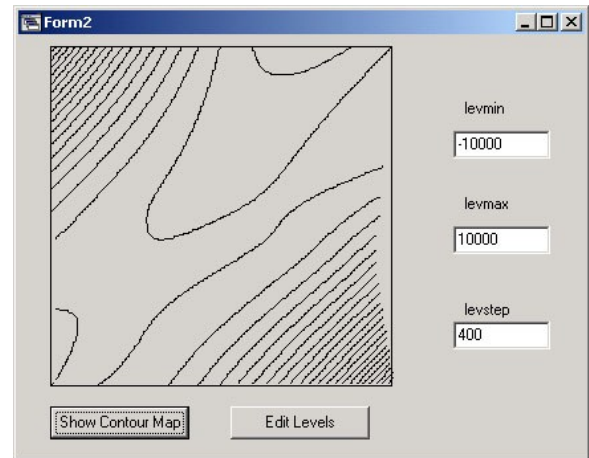 Form2
levmin
-10000
levmax
10000
levstep
400
Show Contour Map
Edit Levels